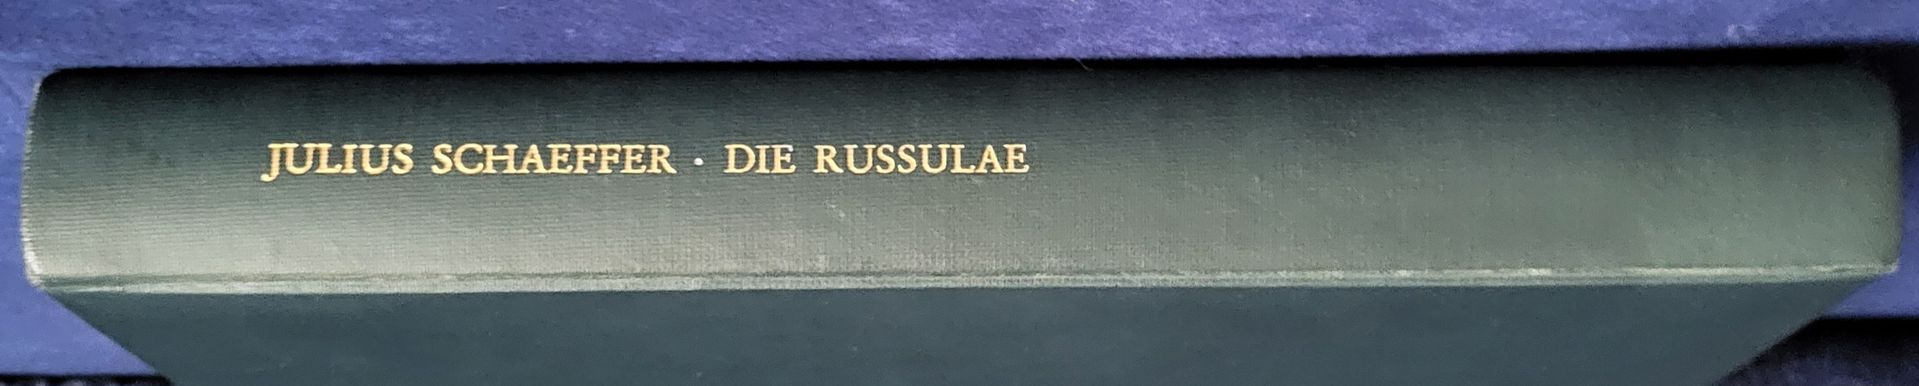 JULIUS SCHAEFFER · DIE RUSSULAE